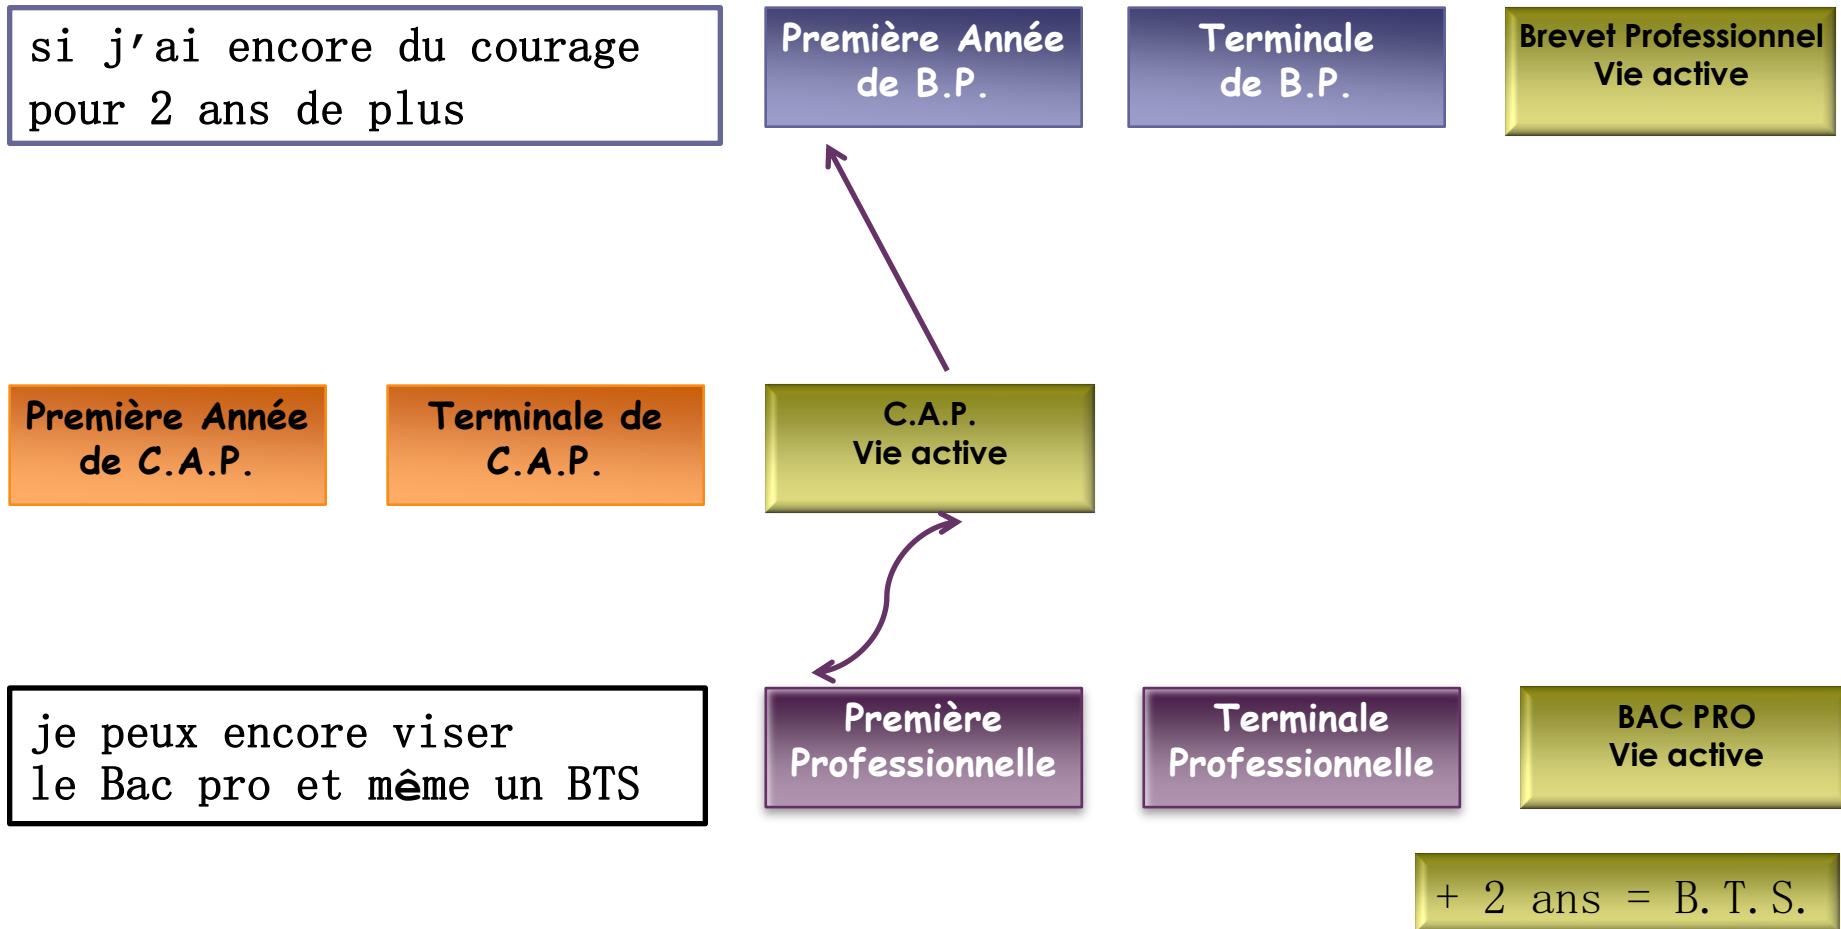 si j'ai encore du courage
pour 2 ans de plus
Première Année
de B.P.
Terminale
de B.P.
Brevet Professionnel
Vie active
Première Année
de C.A.P.
Terminale de
C.A.P.
C.A.P.
Vie active
je peux encore viser
le Bac pro et même un BTS
Première
Professionnelle
Terminale
Professionnelle
BAC PRO
Vie active
+ 2 ans = B.T.S.